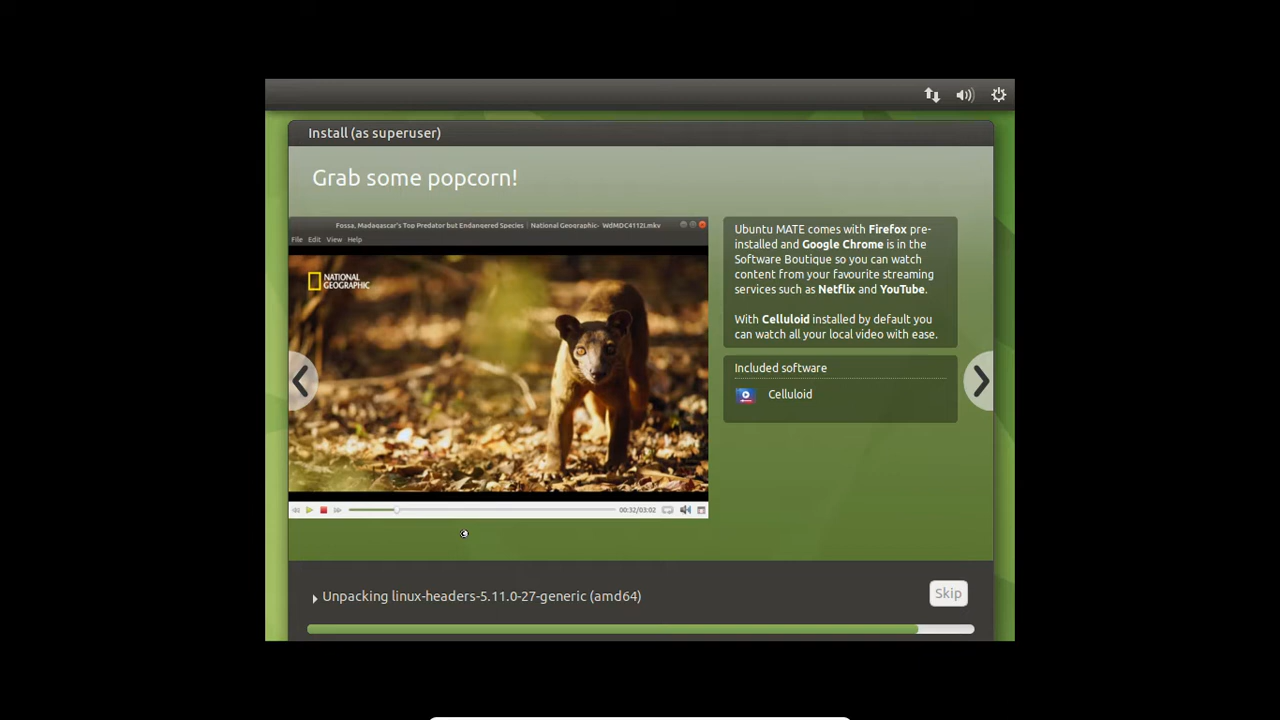 Install (as superuser)
Grab some popcorn!
Fossa, Madagascar's Top Predator but Endangered Species | National Geographic- WdMDC4112I.mkv
File Edit View Help
NATIONAL
GEOGRAPHIC
00:32/03:02
Ubuntu MATE comes with Firefox pre-
installed and Google Chrome is in the
Software Boutique so you can watch
content from your favourite streaming
services such as Netflix and YouTube.
With Celluloid installed by default you
can watch all your local video with ease.
Included software
Celluloid
Unpacking linux-headers-5.11.0-27-generic (amd64)
Skip